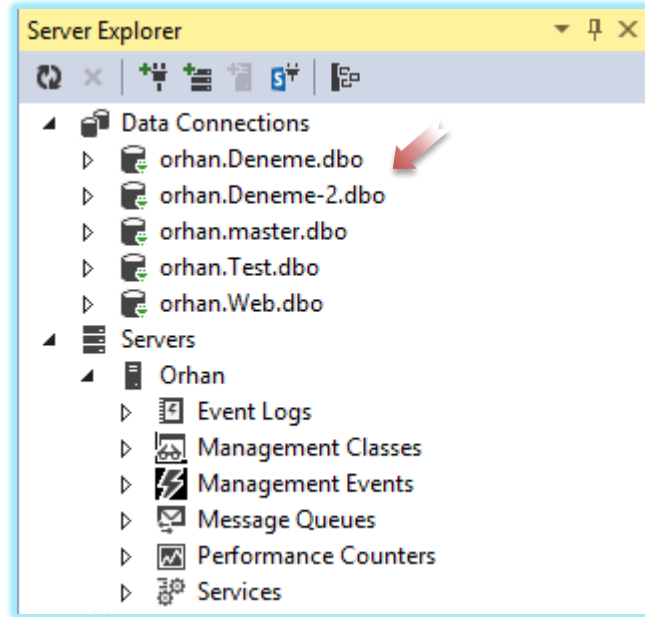 Server Explorer
Data Connections
orhan.Deneme.dbo
orhan.Deneme-2.dbo
orhan.master.dbo
orhan.Test.dbo
orhan.Web.dbo
Servers
Orhan
Event Logs
Management Classes
Management Events
Message Queues
Performance Counters
Services